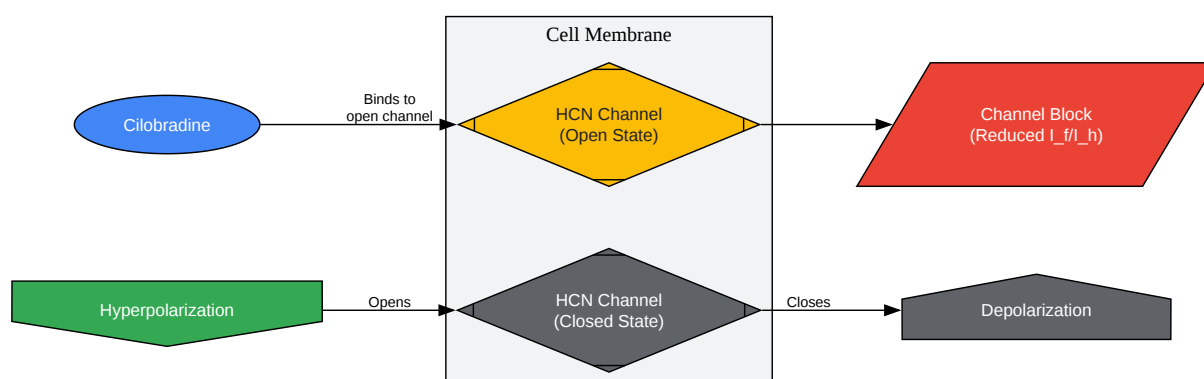 Cell Membrane
Cilobradine
Binds to
open channel
HCN Channel
(Open State)
Channel Block
(Reduced I_f/I_h)
Hyperpolarization
Opens
HCN Channel
(Closed State)
Closes
Depolarization